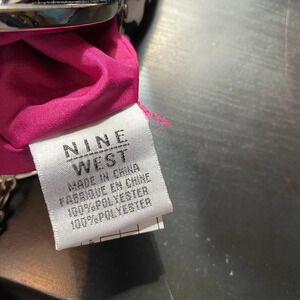 NINE
WEST
MADE IN CHINA
FABRIQUE EN CHINE
100%POLYESTER
100%POLYESTER